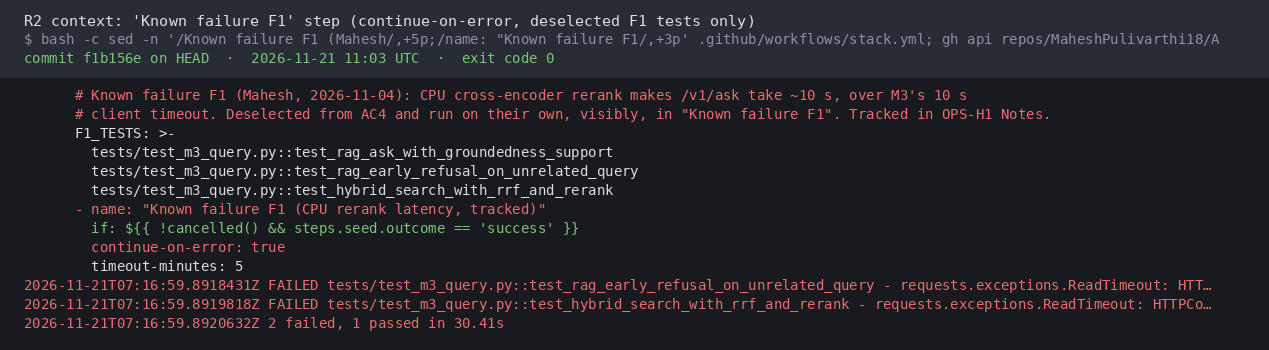 R2 context: 'Known failure F1' step (continue-on-error, deselected F1 tests only)
$ bash -c sed -n '/Known failure F1 (Mahesh/,+5p;/name: "Known failure F1/,+3p' .github/workflows/stack.yml; gh api repos/MaheshPulivarthi18/A
commit f1b156e on HEAD  ·  2026-11-21 11:03 UTC  ·  exit code 0
# Known failure F1 (Mahesh, 2026-11-04): CPU cross-encoder rerank makes /v1/ask take ~10 s, over M3's 10 s
# client timeout. Deselected from AC4 and run on their own, visibly, in "Known failure F1". Tracked in OPS-H1 Notes.
F1_TESTS: >-
tests/test_m3_query.py::test_rag_ask_with_groundedness_support
tests/test_m3_query.py::test_rag_early_refusal_on_unrelated_query
tests/test_m3_query.py::test_hybrid_search_with_rrf_and_rerank
- name: "Known failure F1 (CPU rerank latency, tracked)"
if: ${{ !cancelled() && steps.seed.outcome == 'success' }}
continue-on-error: true
timeout-minutes: 5
2026-11-21T07:16:59.8918431Z FAILED tests/test_m3_query.py::test_rag_early_refusal_on_unrelated_query - requests.exceptions.ReadTimeout: HTT…
2026-11-21T07:16:59.8919818Z FAILED tests/test_m3_query.py::test_hybrid_search_with_rrf_and_rerank - requests.exceptions.ReadTimeout: HTTPCo…
2026-11-21T07:16:59.8920632Z 2 failed, 1 passed in 30.41s